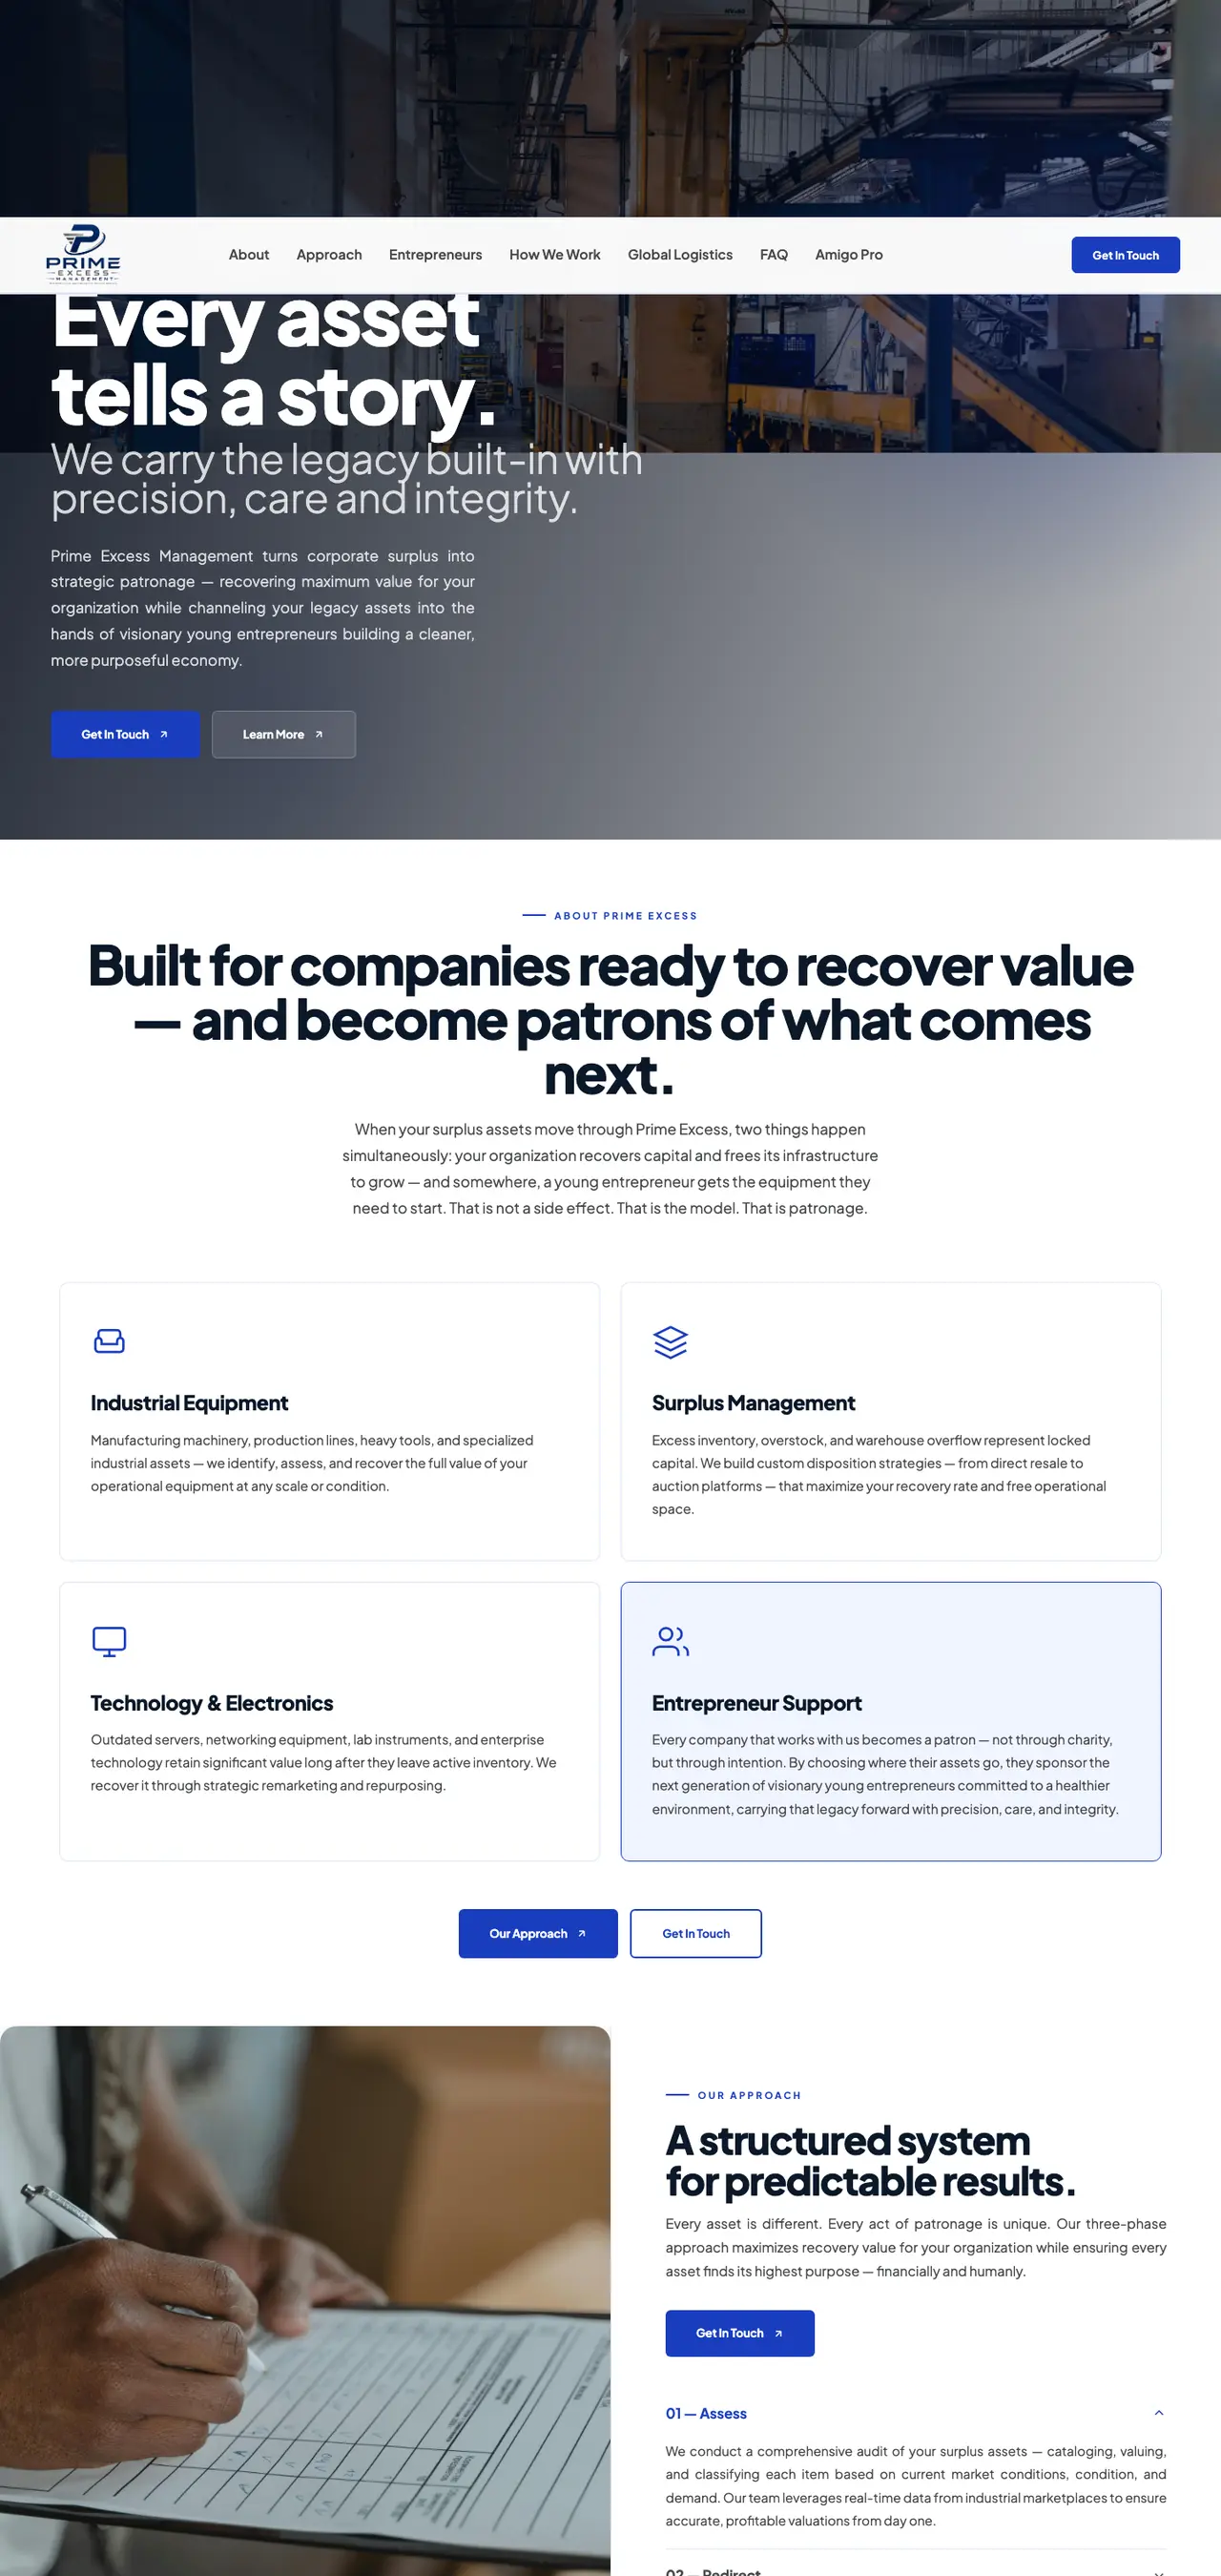 PRIME
EXCESS
MANAGEMENT
About Approach Entrepreneurs How We Work Global Logistics FAQ Amigo Pro
Get In Touch
Every asset
tells a story.
We carry the legacy built-in with
precision, care and integrity.
Prime Excess Management turns corporate surplus into
strategic patronage — recovering maximum value for your
organization while channeling your legacy assets into the
hands of visionary young entrepreneurs building a cleaner,
more purposeful economy.
Get In Touch
Learn More
ABOUT PRIME EXCESS
Built for companies ready to recover value
— and become patrons of what comes
next.
When your surplus assets move through Prime Excess, two things happen
simultaneously: your organization recovers capital and frees its infrastructure
to grow — and somewhere, a young entrepreneur gets the equipment they
need to start. That is not a side effect. That is the model. That is patronage.
Industrial Equipment
Manufacturing machinery, production lines, heavy tools, and specialized
industrial assets — we identify, assess, and recover the full value of your
operational equipment at any scale or condition.
Surplus Management
Excess inventory, overstock, and warehouse overflow represent locked
capital. We build custom disposition strategies — from direct resale to
auction platforms — that maximize your recovery rate and free operational
space.
Technology & Electronics
Outdated servers, networking equipment, lab instruments, and enterprise
technology retain significant value long after they leave active inventory. We
recover it through strategic remarketing and repurposing.
Entrepreneur Support
Every company that works with us becomes a patron — not through charity,
but through intention. By choosing where their assets go, they sponsor the
next generation of visionary young entrepreneurs committed to a healthier
environment, carrying that legacy forward with precision, care, and integrity.
Our Approach
Get In Touch
OUR APPROACH
A structured system
for predictable results.
Every asset is different. Every act of patronage is unique. Our three-phase
approach maximizes recovery value for your organization while ensuring every
asset finds its highest purpose — financially and humanly.
Get In Touch
01 — Assess
We conduct a comprehensive audit of your surplus assets — cataloging, valuing,
and classifying each item based on current market conditions, condition, and
demand. Our team leverages real-time data from industrial marketplaces to ensure
accurate, profitable valuations from day one.
02 — Redirect